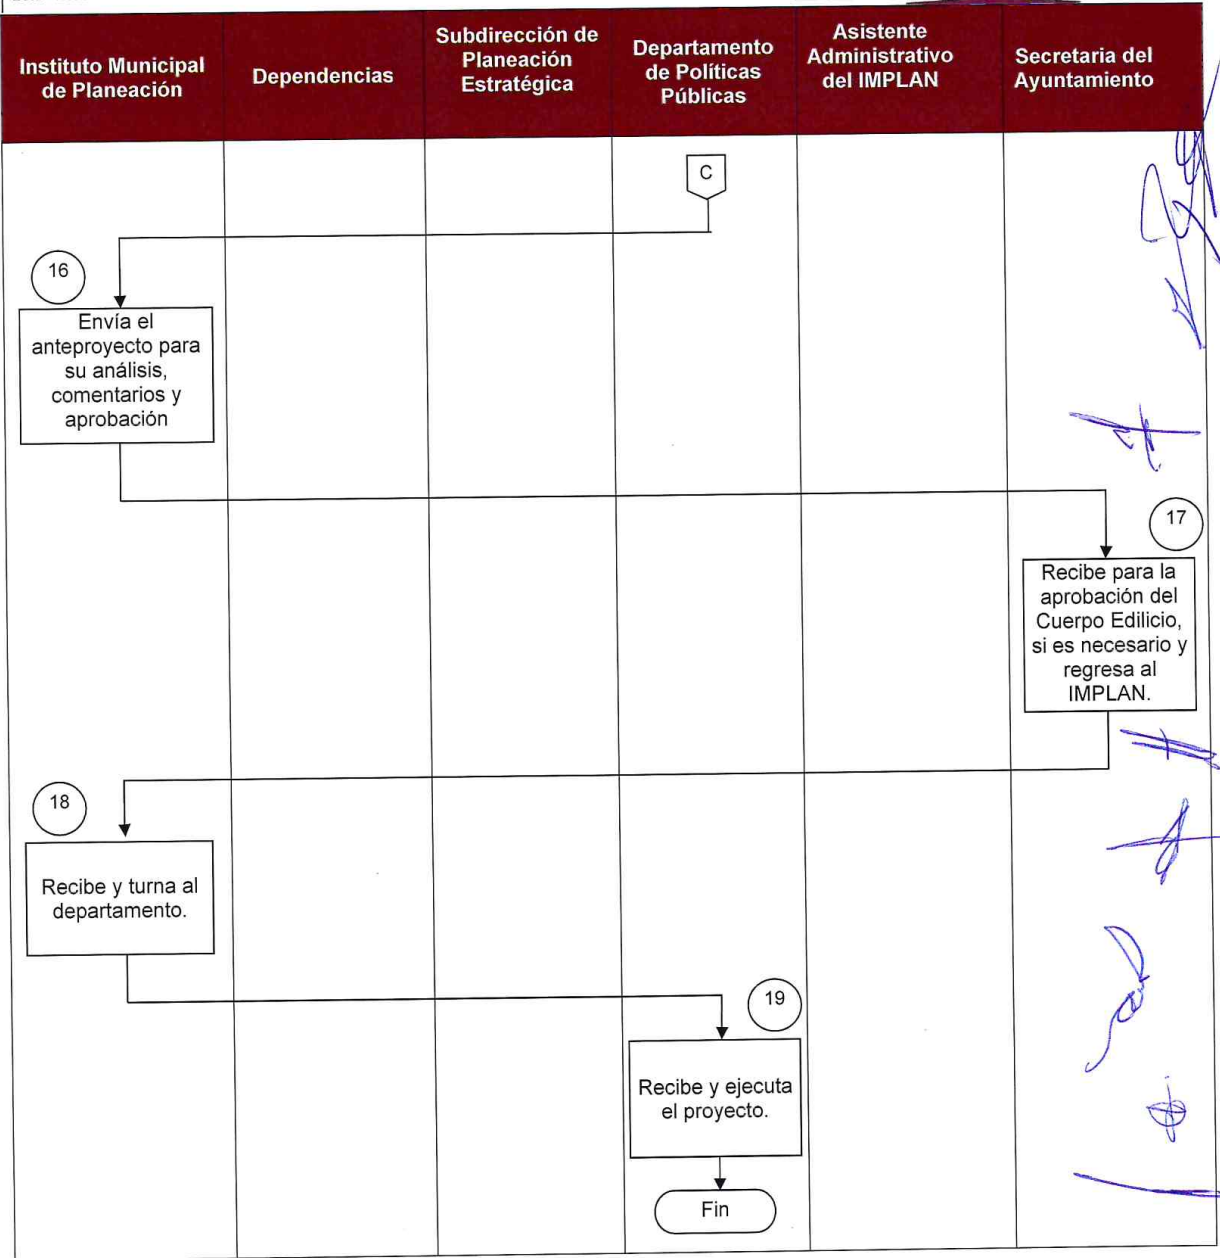 Instituto Municipal
de Planeación
Dependencias
Subdirección de
Planeación
Estratégica
Departamento
de Políticas
Públicas
Asistente
Administrativo
del IMPLAN
Secretaria del
Ayuntamiento
C
16
Envía el
anteproyecto para
su análisis,
comentarios y
aprobación
17
Recibe para la
aprobación del
Cuerpo Edilicio,
si es necesario y
regresa al
IMPLAN.
18
Recibe y turna al
departamento.
19
Recibe y ejecuta
el proyecto.
Fin